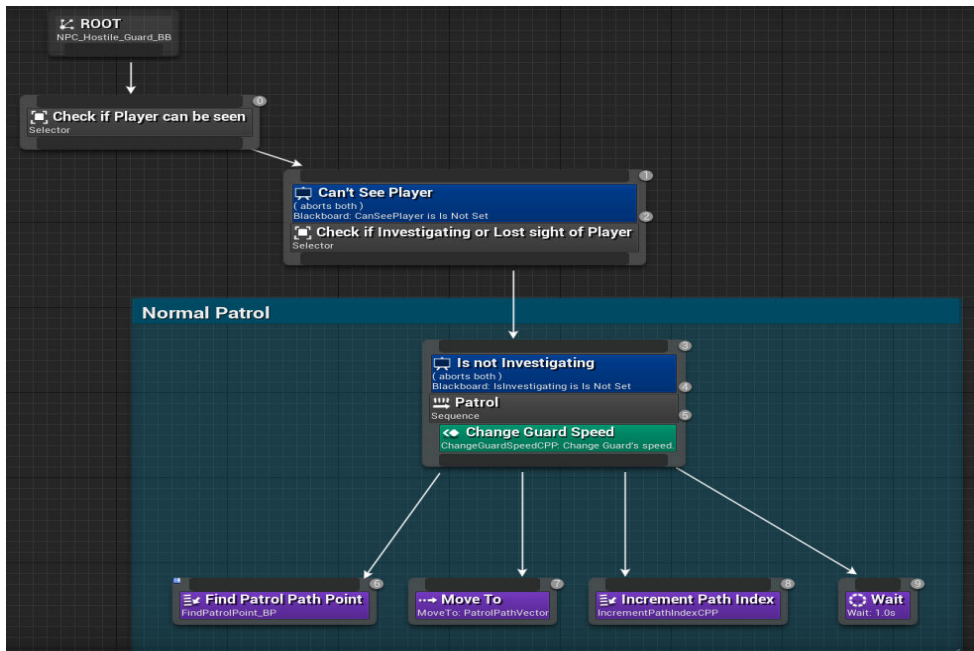 ROOT
NPC_Hostile_Guard_BB
0
Check if Player can be seen
Selector
1
Can't See Player
( aborts both )
Blackboard: CanSeePlayer is Is Not Set
2
Check if Investigating or Lost sight of Player
Selector
Normal Patrol
3
Is not Investigating
( aborts both )
Blackboard: IsInvestigating is Is Not Set
4
Patrol
Sequence
5
Change Guard Speed
ChangeGuardSpeedCPP: Change Guard's speed.
6
Find Patrol Path Point
FindPatrolPoint_BP
7
Move To
MoveTo: PatrolPathVector
8
Increment Path Index
IncrementPathIndexCPP
9
Wait
Wait: 1.0s